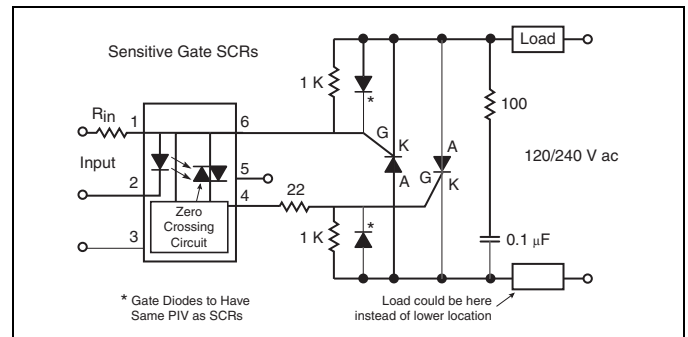 Sensitive Gate SCRs
Load
1 K
*
100
Rin
1
6
G
K
A
Input
5
A
G
K
120/240 V ac
2
4
22
Zero
Crossing
Circuit
1 K
*
0.1 µF
3
* Gate Diodes to Have
Same PIV as SCRs
Load could be here
instead of lower location